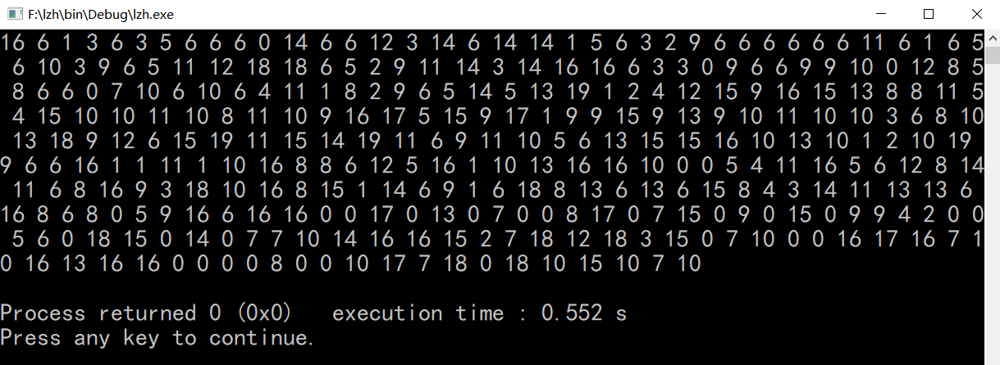 F:\lzh\bin\Debug\lzh.exe
16 6 1 3 6 3 5 6 6 6 0 14 6 6 12 3 14 6 14 14 1 5 6 3 2 9 6 6 6 6 6 6 11 6 1 6 5
6 10 3 9 6 5 11 12 18 18 6 5 2 9 11 14 3 14 16 16 6 3 3 0 9 6 6 9 9 10 0 12 8 5
8 6 6 0 7 10 6 10 6 4 11 1 8 2 9 6 5 14 5 13 19 1 2 4 12 15 9 16 15 13 8 8 11 5
4 15 10 10 11 10 8 11 10 9 16 17 5 15 9 17 1 9 9 15 9 13 9 10 11 10 10 3 6 8 10
13 18 9 12 6 15 19 11 15 14 19 11 6 9 11 10 5 6 13 15 15 16 10 13 10 1 2 10 19
9 6 6 16 1 1 11 1 10 16 8 8 6 12 5 16 1 10 13 16 16 10 0 0 5 4 11 16 5 6 12 8 14
11 6 8 16 9 3 18 10 16 8 15 1 14 6 9 1 6 18 8 13 6 13 6 15 8 4 3 14 11 13 13 6
16 8 6 8 0 5 9 16 6 16 16 0 0 17 0 13 0 7 0 0 8 17 0 7 15 0 9 0 15 0 9 9 4 2 0 0
5 6 0 18 15 0 14 0 7 7 10 14 16 16 15 2 7 18 12 18 3 15 0 7 10 0 0 16 17 16 7 1
0 16 13 16 16 0 0 0 0 8 0 0 10 17 7 18 0 18 10 15 10 7 10
Process returned 0 (0x0)   execution time : 0.552 s
Press any key to continue.